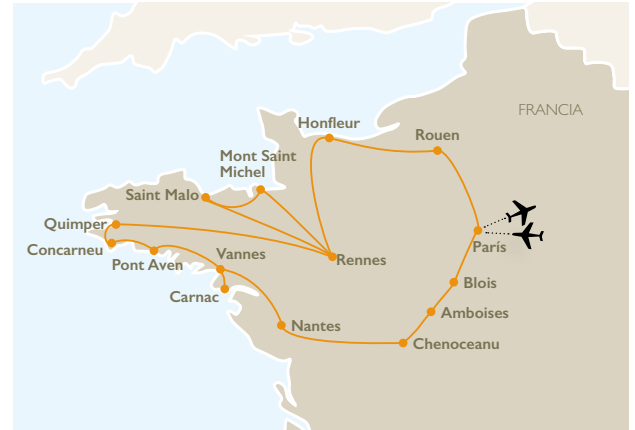 FRANCIA
Honfleur
Rouen
Mont Saint
Michel
Saint Malo
Quimper
Concarneu
Pont Aven
Vannes
Rennes
París
Carnac
Blois
Amboises
Nantes
Chenoceanu